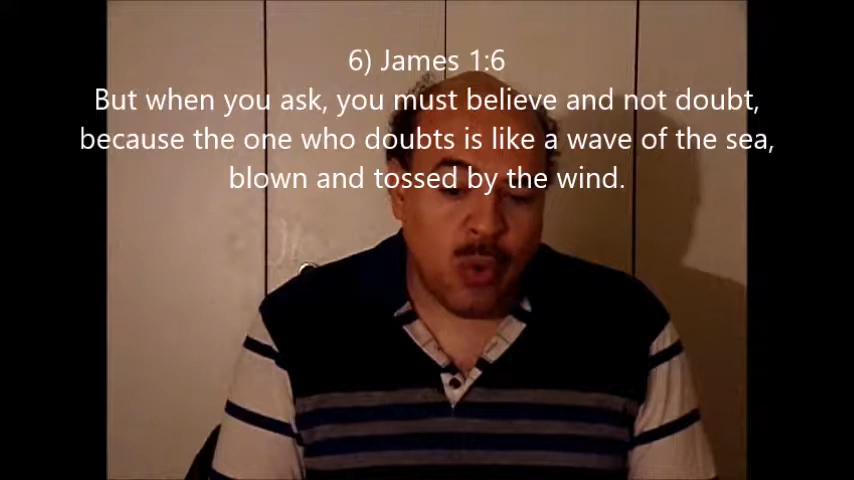 6) James 1:6
But when you ask, you must believe and not doubt,
because the one who doubts is like a wave of the sea,
blown and tossed by the wind.